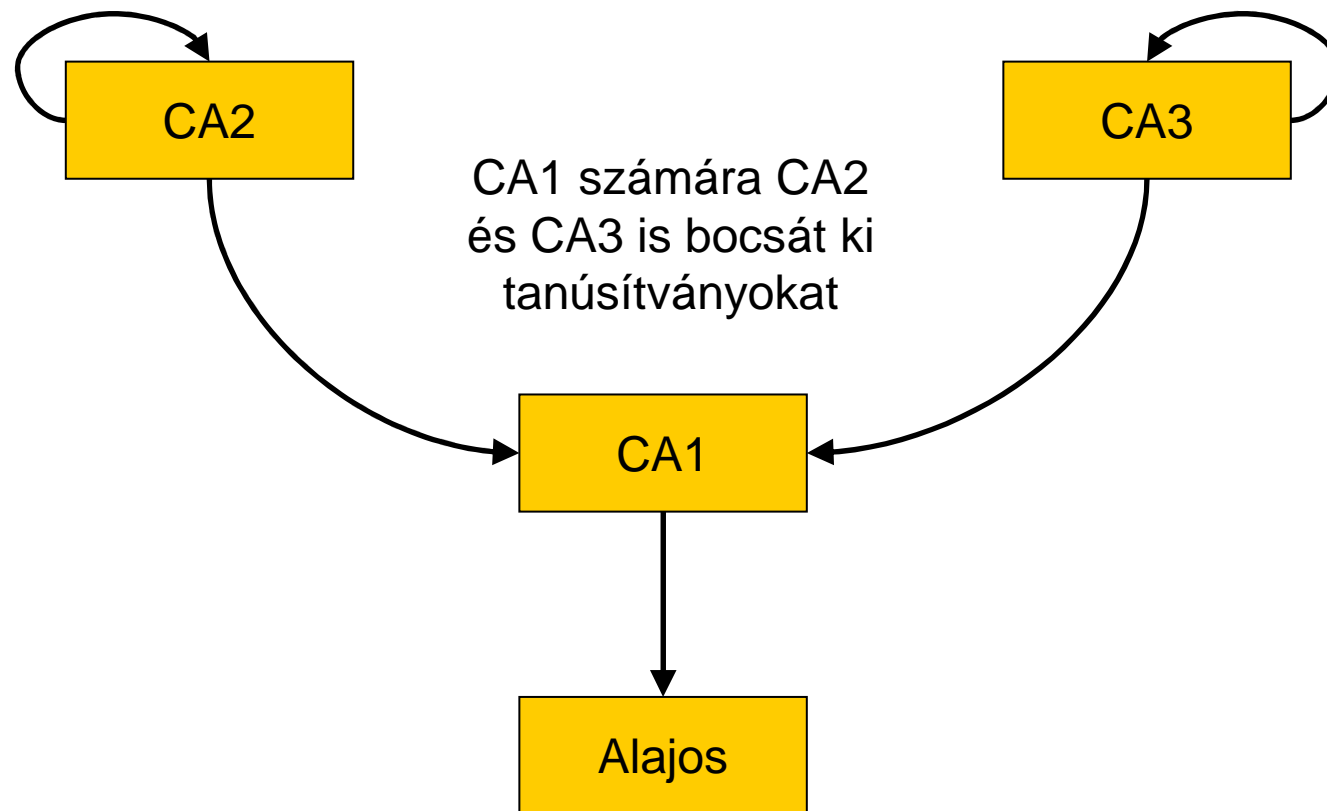 CA2
CA3
CA1 számára CA2
és CA3 is bocsát ki
tanúsítványokat
CA1
Alajos